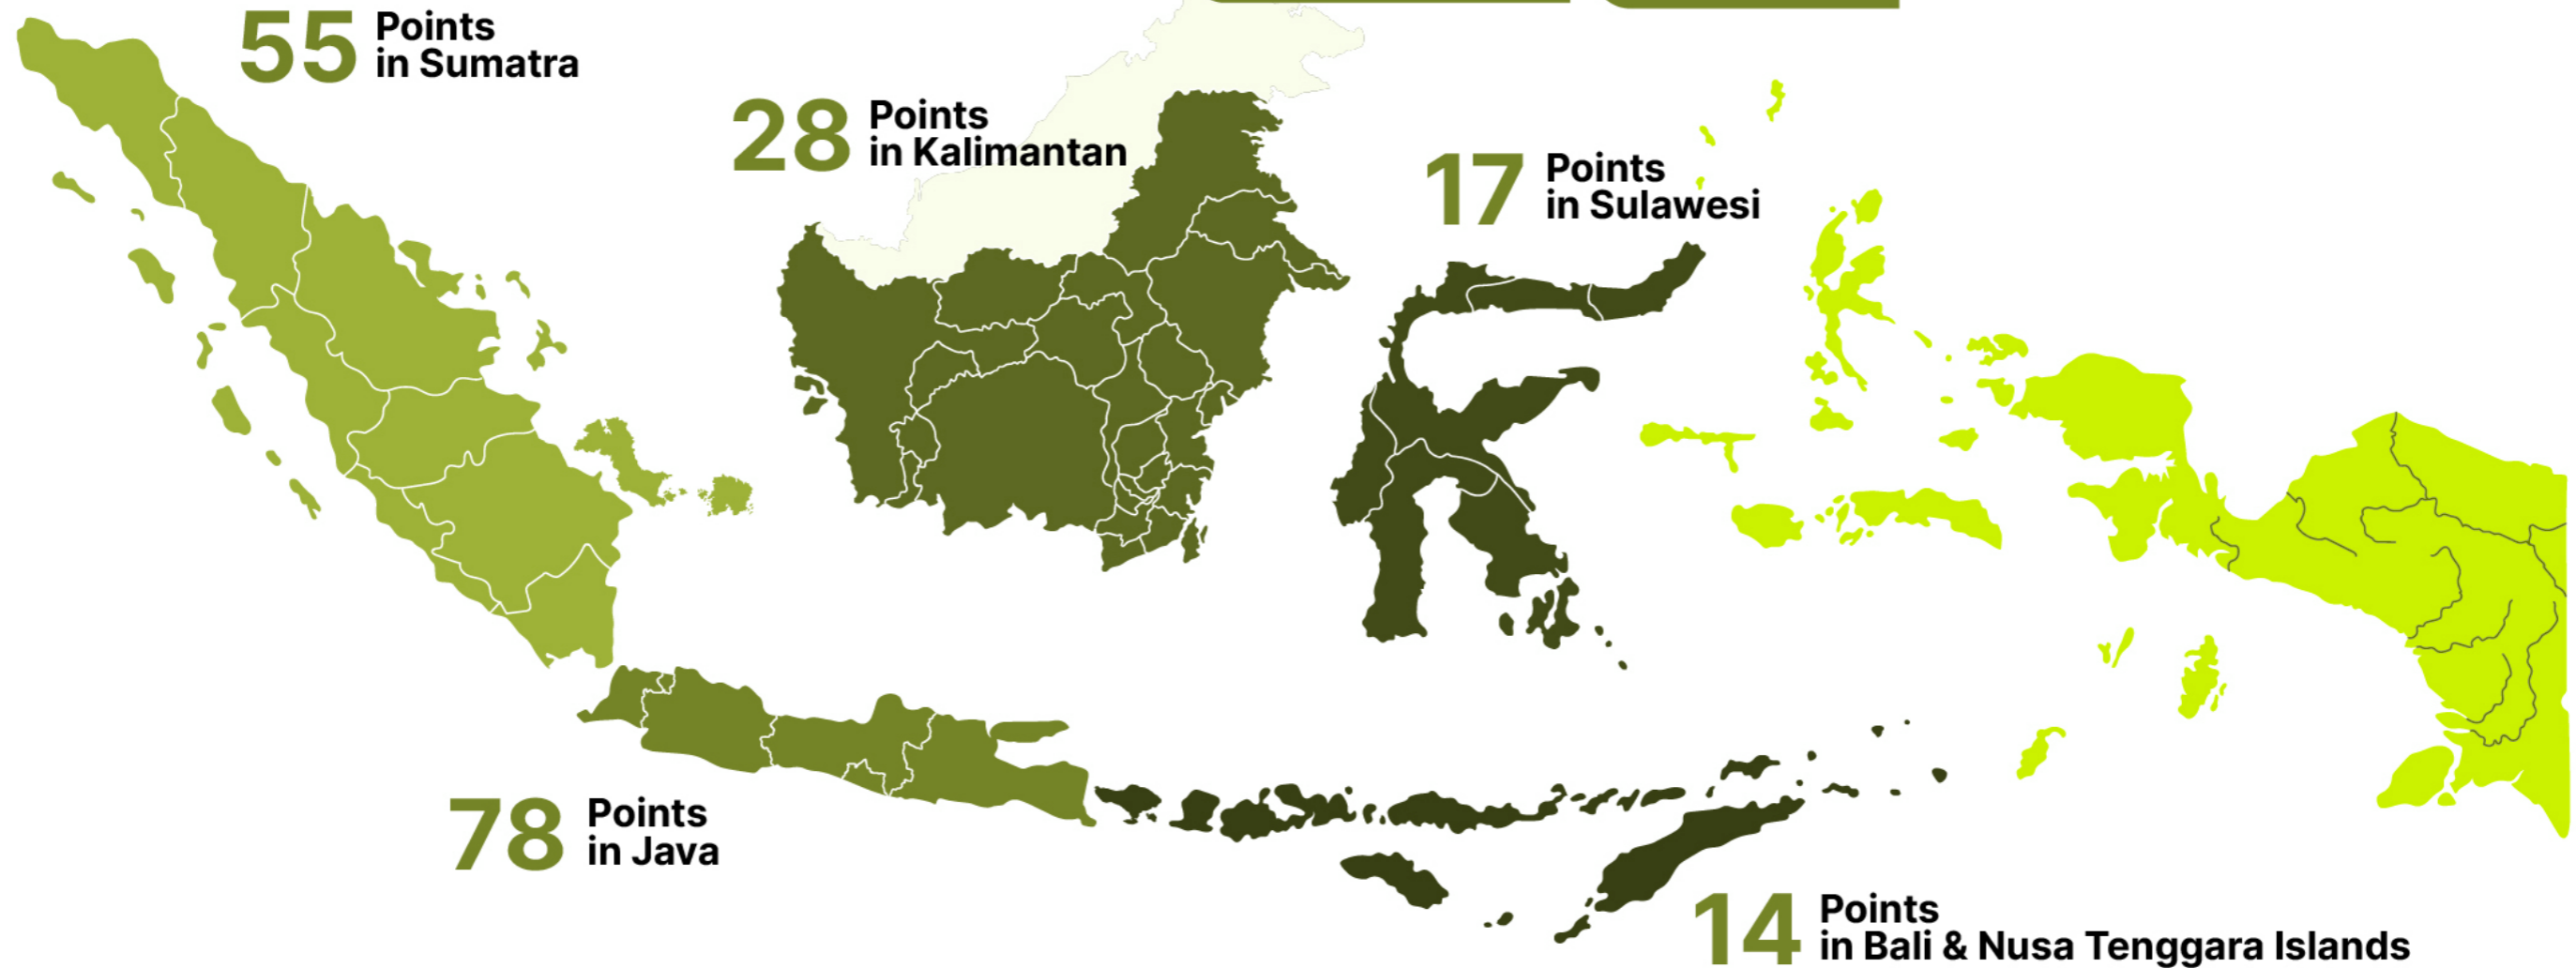 55 Points
in Sumatra
28 Points
in Kalimantan
17 Points
in Sulawesi
78 Points
in Java
14 Points
in Bali & Nusa Tenggara Islands